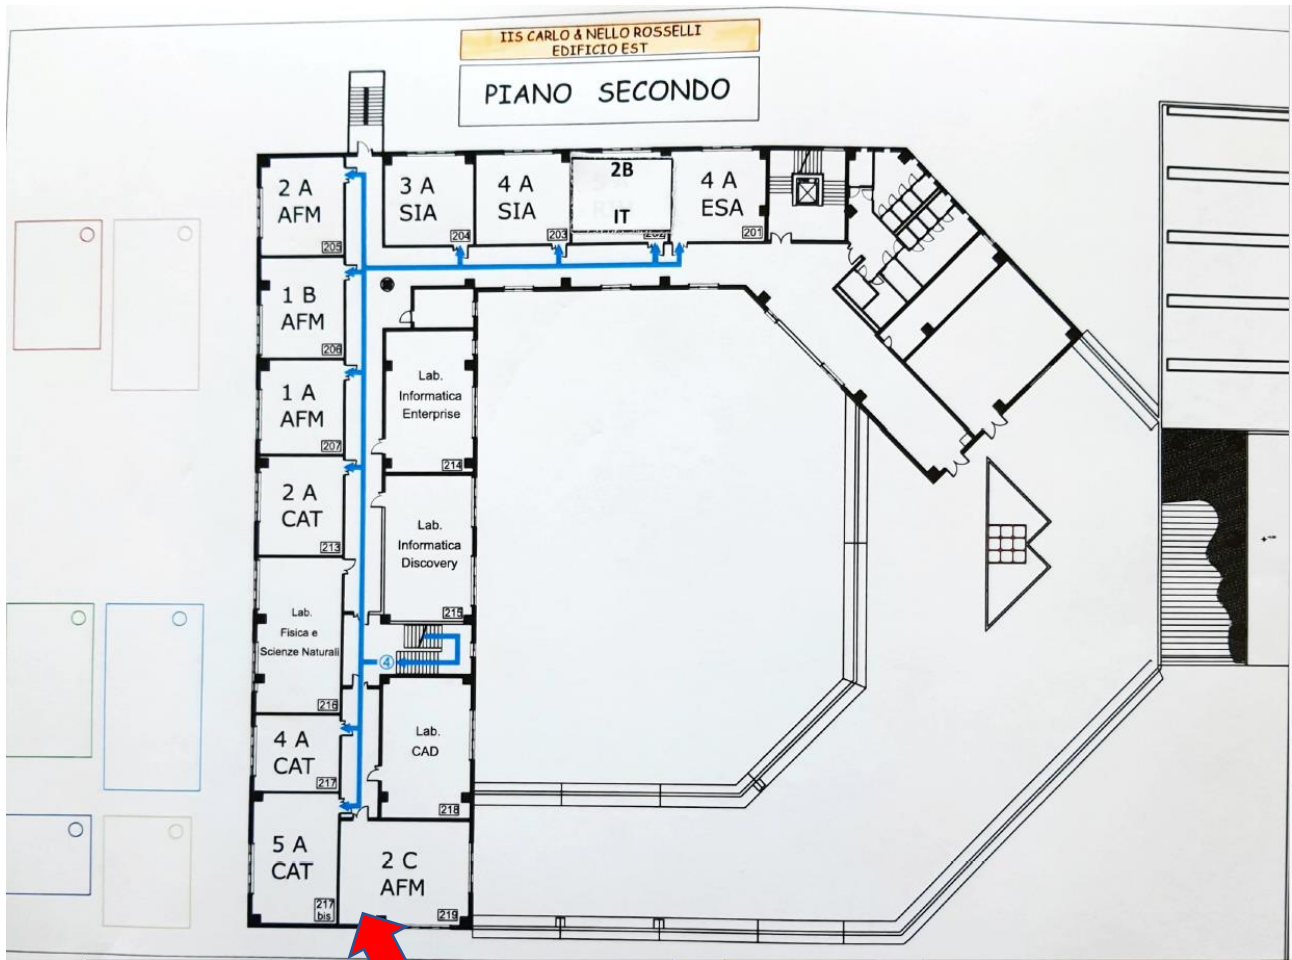 IIS CARLO & NELLO ROSSELLI
EDIFICIO EST
PIANO SECONDO
2 A
AFM
205
3 A
SIA
204
4 A
SIA
203
2B
IT
4 A
ESA
201
1 B
AFM
206
1 A
AFM
207
Lab.
Informatica
Enterprise
214
2 A
CAT
213
Lab.
Informatica
Discovery
215
Lab.
Fisica e
Scienze Naturali
216
4
4 A
CAT
217
Lab.
CAD
218
5 A
CAT
217
bis
2 C
AFM
219